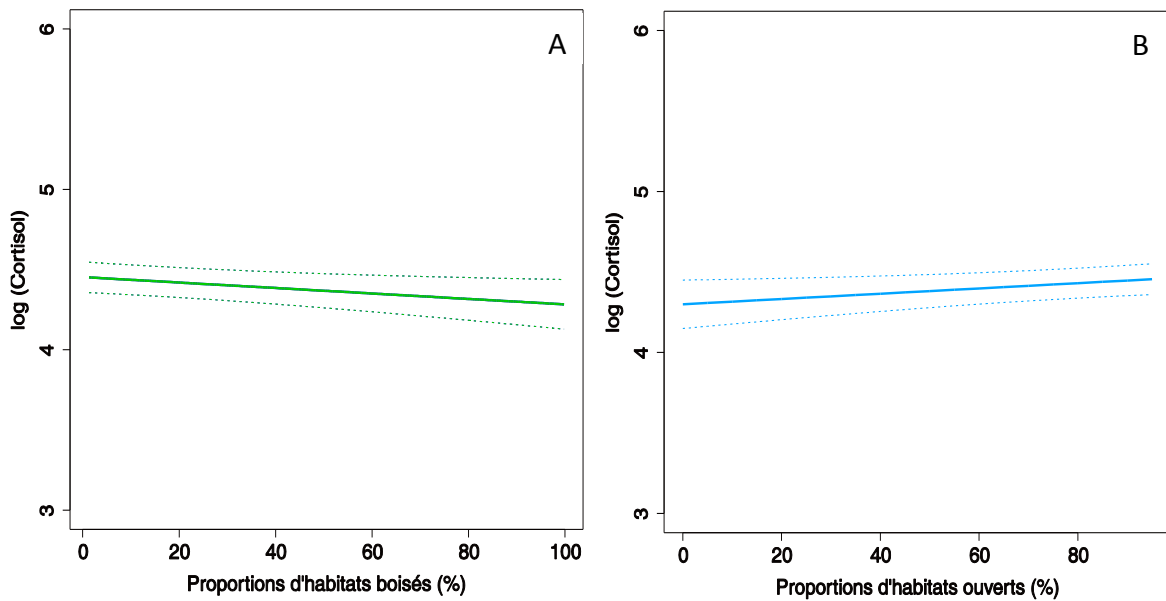 A
6
5
4
3
log (Cortisol)
0 20 40 60 80 100
Proportions d'habitats boisés (%)
B
6
5
4
3
log (Cortisol)
0 20 40 60 80
Proportions d'habitats ouverts (%)